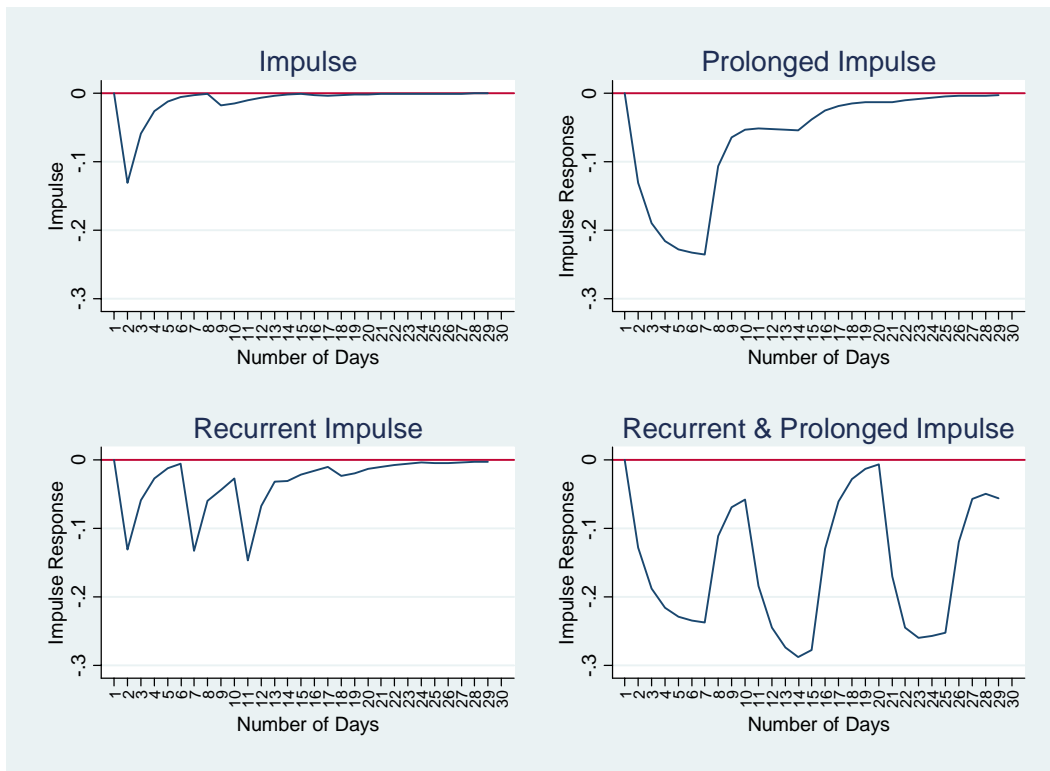 Impulse
Impulse
0
-.1
-.2
-.3
1 2 3 4 5 6 7 8 9 10 11 12 13 14 15 16 17 18 19 20 21 22 23 24 25 26 27 28 29 30
Number of Days
Prolonged Impulse
Impulse Response
0
-.1
-.2
-.3
1 2 3 4 5 6 7 8 9 10 11 12 13 14 15 16 17 18 19 20 21 22 23 24 25 26 27 28 29 30
Number of Days
Recurrent Impulse
Impulse Response
0
-.1
-.2
-.3
1 2 3 4 5 6 7 8 9 10 11 12 13 14 15 16 17 18 19 20 21 22 23 24 25 26 27 28 29 30
Number of Days
Recurrent & Prolonged Impulse
Impulse Response
0
-.1
-.2
-.3
1 2 3 4 5 6 7 8 9 10 11 12 13 14 15 16 17 18 19 20 21 22 23 24 25 26 27 28 29 30
Number of Days